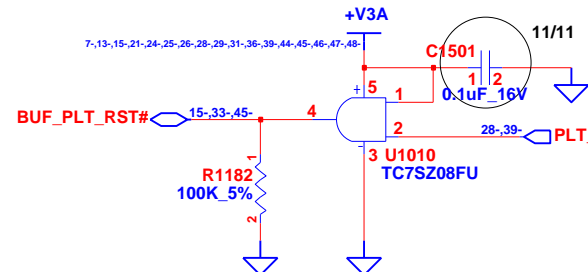 +V3A
11/11
7-,13-,15-,21-,24-,25-,26-,28-,29-,31-,36-,39-,44-,45-,46-,47-,48-
C1501
1 2
0.1uF_16V
+ 5
1
BUF_PLT_RST#
15-,33-,45-
4
2
28-,39-
PLT_
- 3
U1010
TC7SZ08FU
1
R1182
100K_5%
2